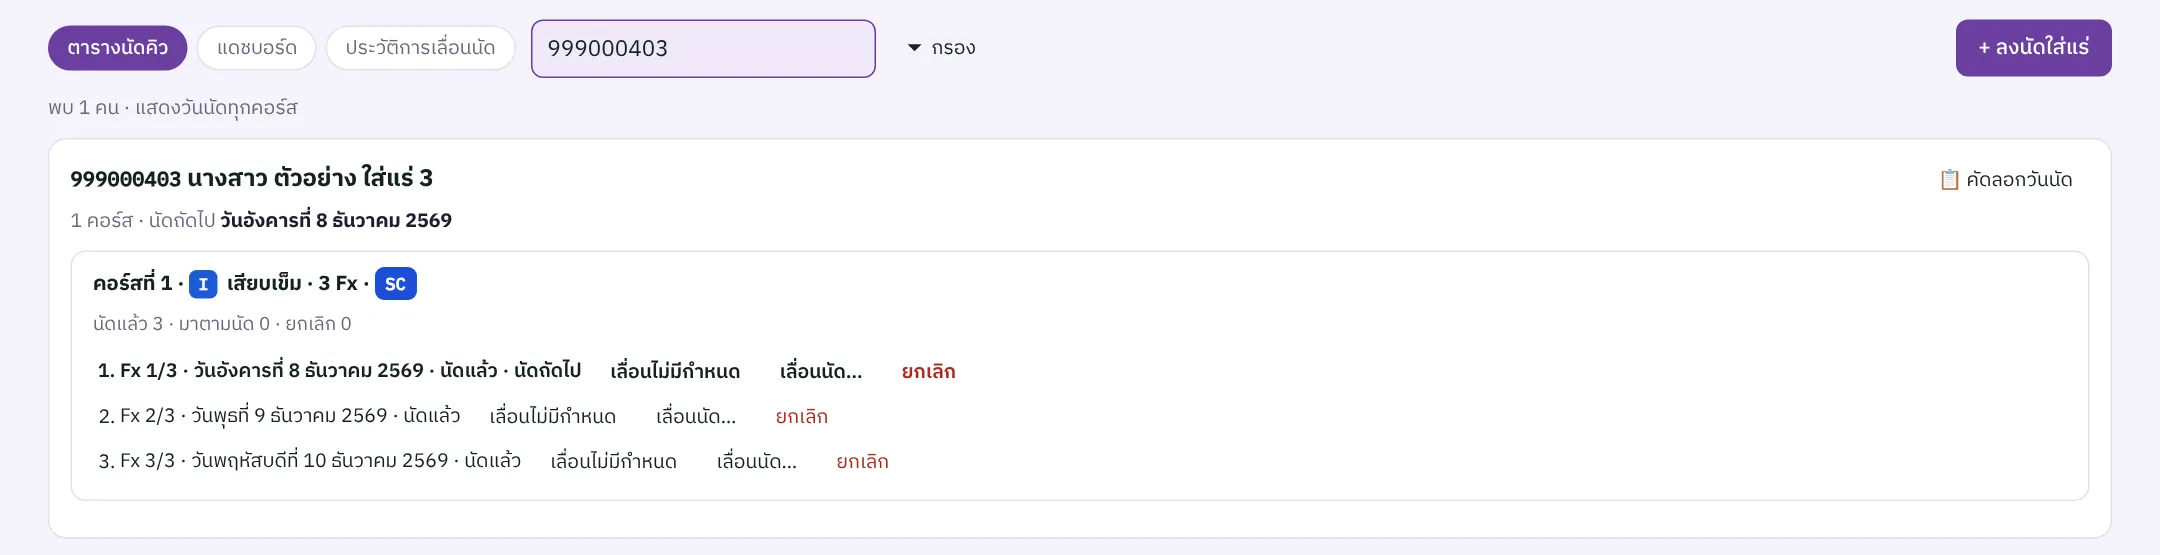 ตารางนัดคิว แดชบอร์ด ประวัติการเลื่อนนัด 999000403 กรอง + ลงนัดใส่แร่
พบ 1 คน · แสดงวันนัดทุกคอร์ส
999000403 นางสาว ตัวอย่าง ใส่แร่ 3 คัดลอกวันนัด
1 คอร์ส · นัดถัดไป วันอังคารที่ 8 ธันวาคม 2569
คอร์สที่ 1 · I เสียบเข็ม · 3 Fx · SC
นัดแล้ว 3 · มาตามนัด 0 · ยกเลิก 0
1. Fx 1/3 · วันอังคารที่ 8 ธันวาคม 2569 · นัดแล้ว · นัดถัดไป เลื่อนไม่มีกำหนด เลื่อนนัด... ยกเลิก
2. Fx 2/3 · วันพุธที่ 9 ธันวาคม 2569 · นัดแล้ว เลื่อนไม่มีกำหนด เลื่อนนัด... ยกเลิก
3. Fx 3/3 · วันพฤหัสบดีที่ 10 ธันวาคม 2569 · นัดแล้ว เลื่อนไม่มีกำหนด เลื่อนนัด... ยกเลิก